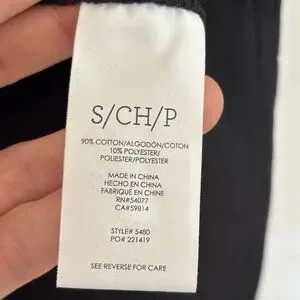 S/CH/P
90% COTTON/ALGODÓN/COTON
10% POLYESTER/
POLIESTER/POLYESTER
MADE IN CHINA
HECHO EN CHINA
FABRIQUÉ EN CHINE
RN#54077
CA#59814
STYLE# 5480
PO# 221419
SEE REVERSE FOR CARE